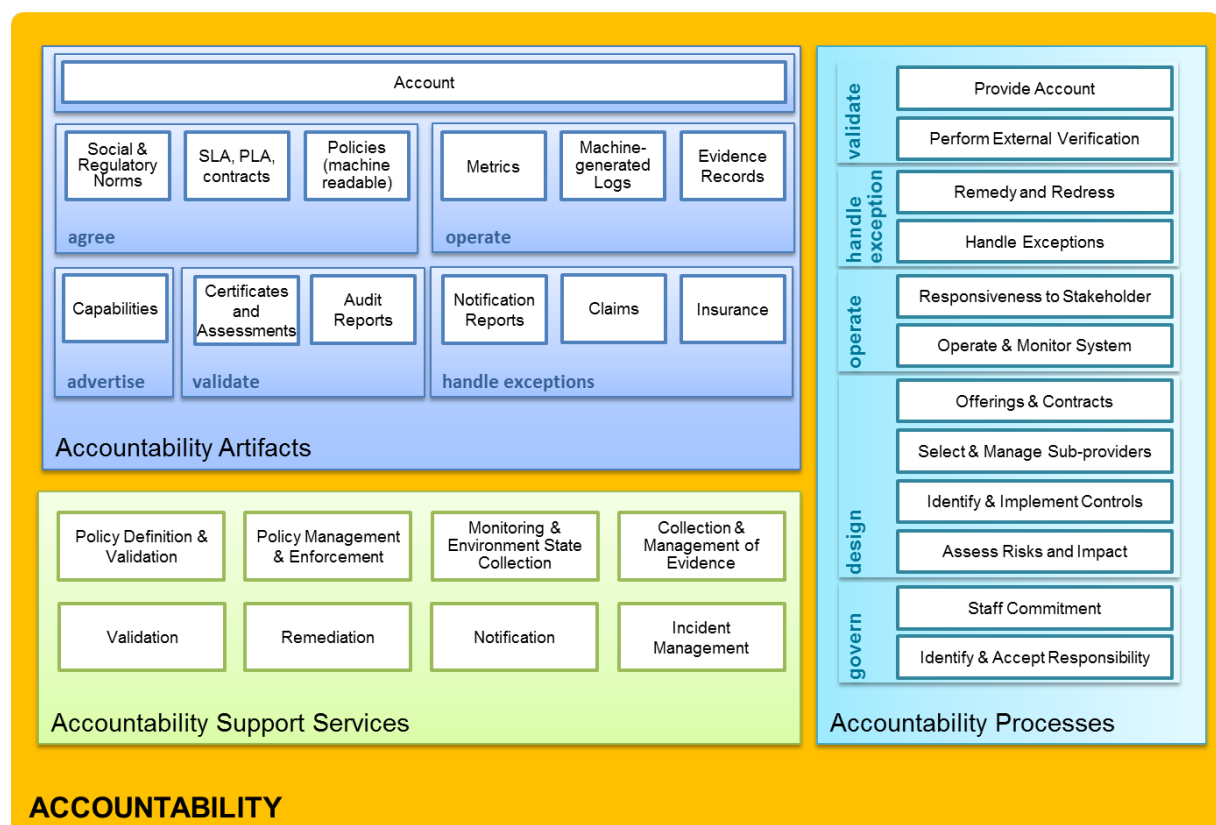 Account
Social &
Regulatory
Norms
SLA, PLA,
contracts
Policies
(machine
readable)
agree
Metrics
Machine-
generated
Logs
Evidence
Records
operate
Capabilities
advertise
Certificates
and
Assessments
Audit
Reports
validate
Notification
Reports
Claims
Insurance
handle exceptions
Accountability Artifacts
Policy Definition &
Validation
Policy Management
& Enforcement
Monitoring &
Environment State
Collection
Collection &
Management of
Evidence
Validation
Remediation
Notification
Incident
Management
Accountability Support Services
validate
Provide Account
Perform External Verification
handle
exception
Remedy and Redress
Handle Exceptions
operate
Responsiveness to Stakeholder
Operate & Monitor System
design
Offerings & Contracts
Select & Manage Sub-providers
Identify & Implement Controls
Assess Risks and Impact
govern
Staff Commitment
Identify & Accept Responsibility
Accountability Processes
ACCOUNTABILITY